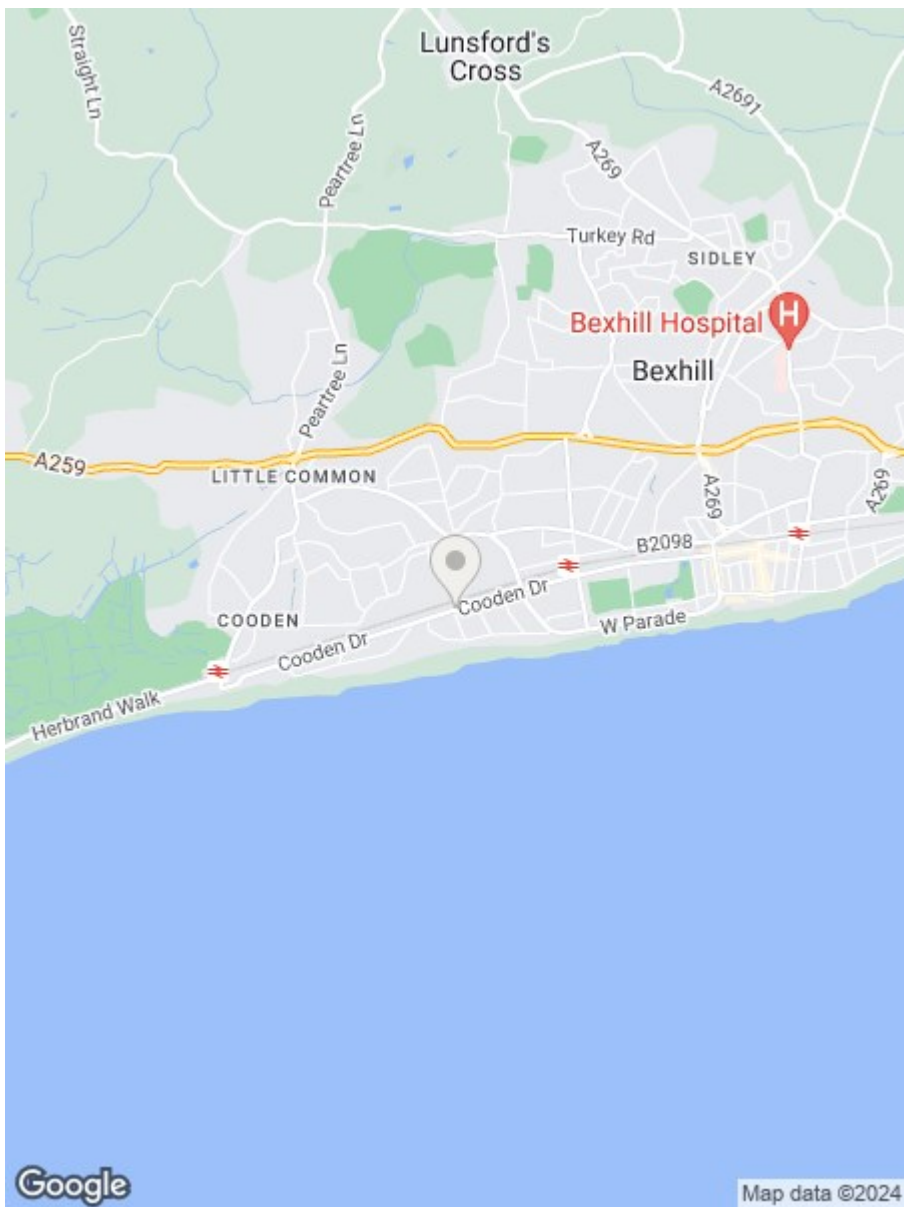 Lunsford's
Cross
Straight Ln
A2691
Peartree Ln
A269
Turkey Rd
SIDLEY
Bexhill Hospital
H
Bexhill
Peartree Ln
A259
LITTLE COMMON
A269
A269
B2098
Cooden Dr
COODEN
W Parade
Cooden Dr
Herbrand Walk
Google
Map data ©2024